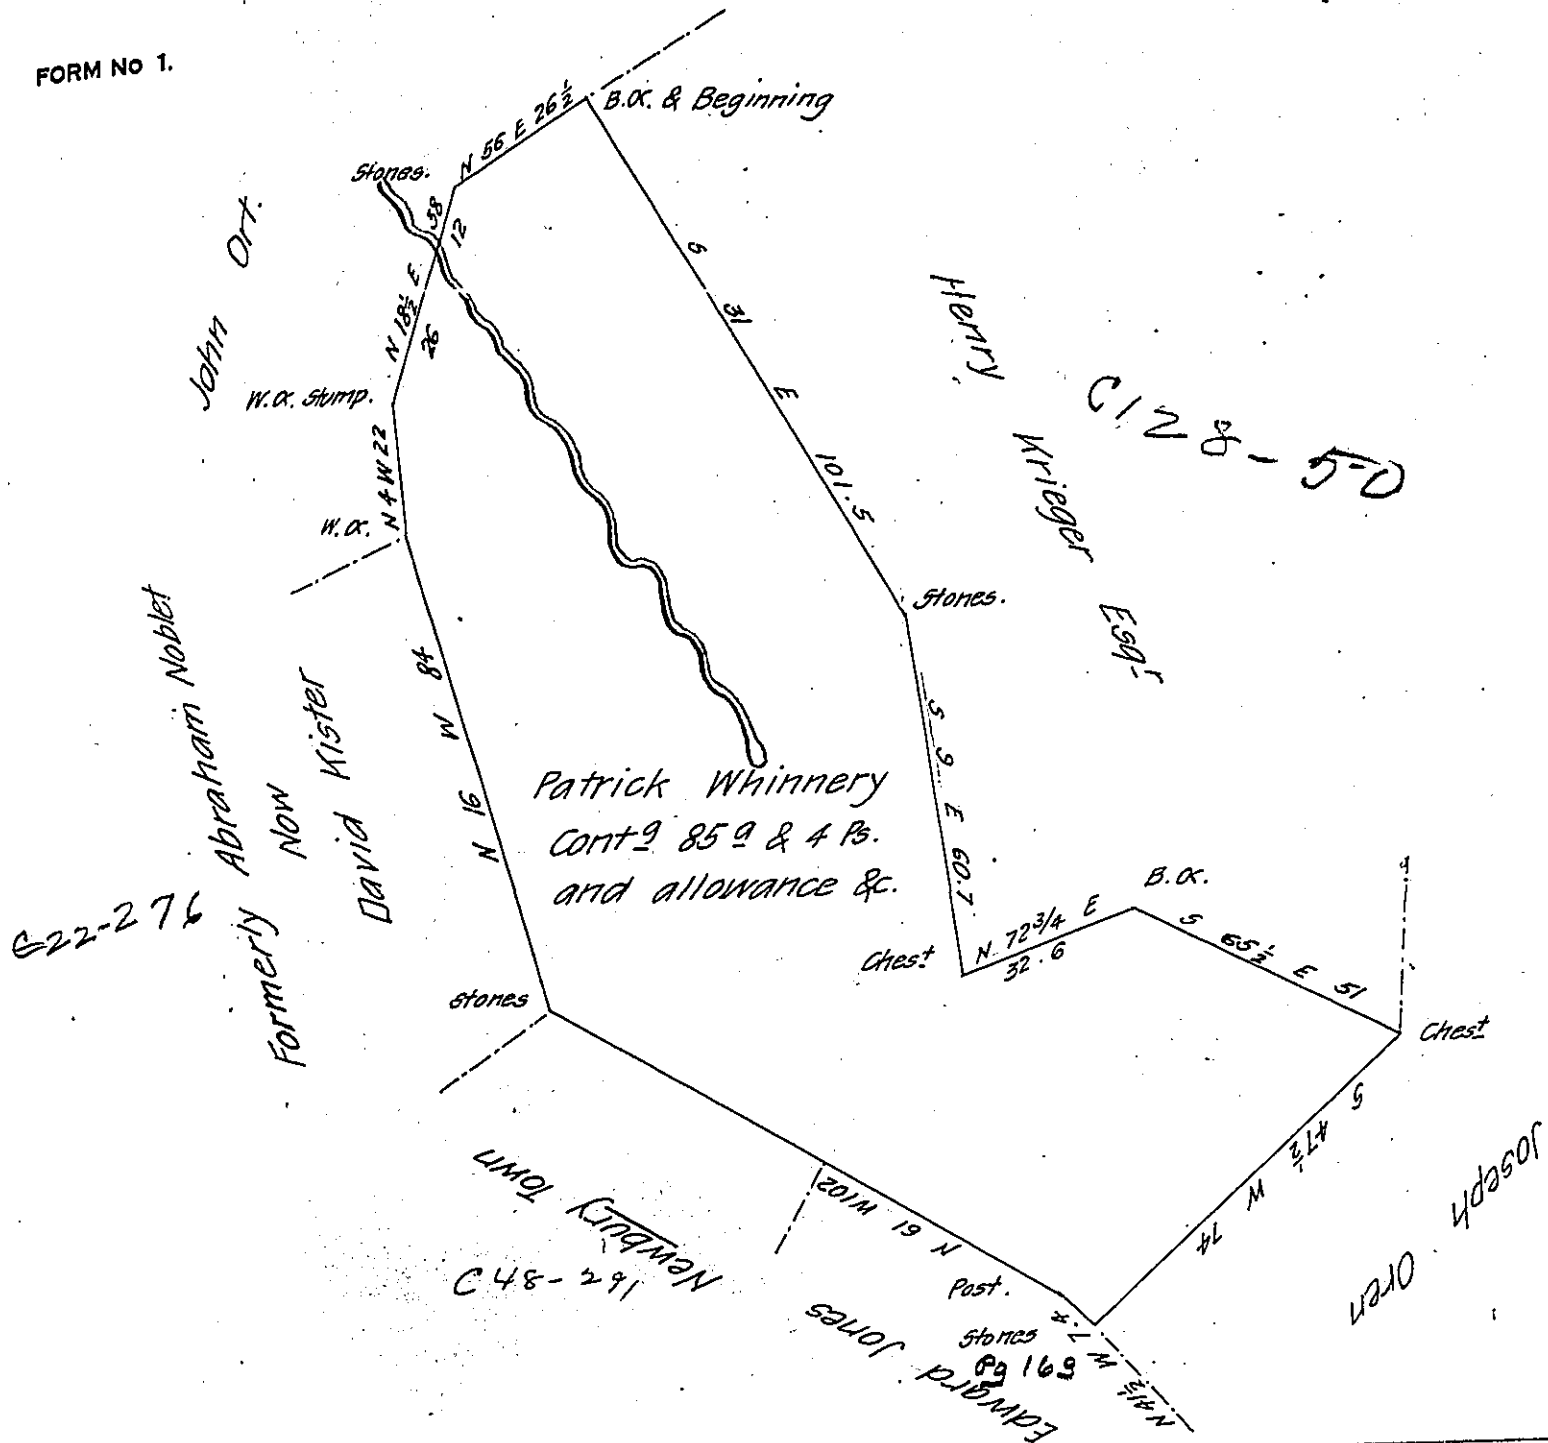 FORM No 1.
B.O. & Beginning
N 56 E 26½
Stones.
38
12
N 18½ E
26
John Ort.
W.O. Stump.
N 4 W 22
W.O.
S 31 E 101.5
Henry Krieger Esqr
C128-50
Stones.
S 9 E 60.7
Formerly Abraham Noblet
Now
David Kister
C22-276
N 16 W 84
Patrick Whinnery
Contg 85 a & 4 Ps.
and allowance &c.
Chest
N 72 3/4 E
32.6
B.O.
S 65½ E 51
Chest
stones
S 47½ W 74
Joseph Oren
N 61 W 102
Newbury Town
C48-291
Post.
Stones
Pg 169
N 41½ W 7.4
Edward Jones